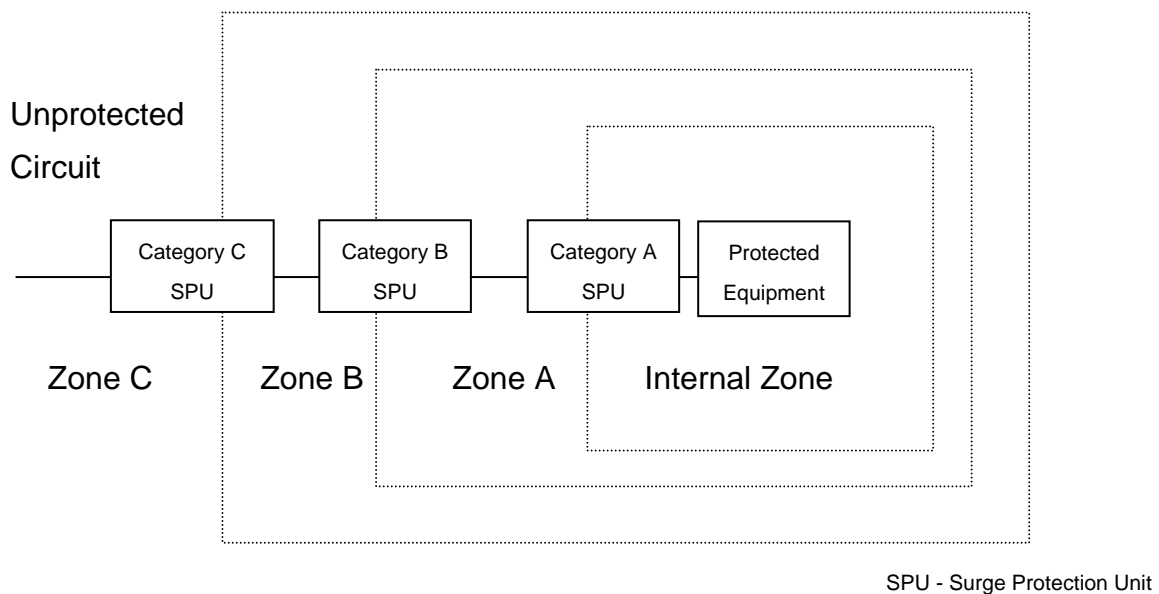 Unprotected
Circuit
Category C
SPU
Category B
SPU
Category A
SPU
Protected
Equipment
Zone C
Zone B
Zone A
Internal Zone
SPU - Surge Protection Unit